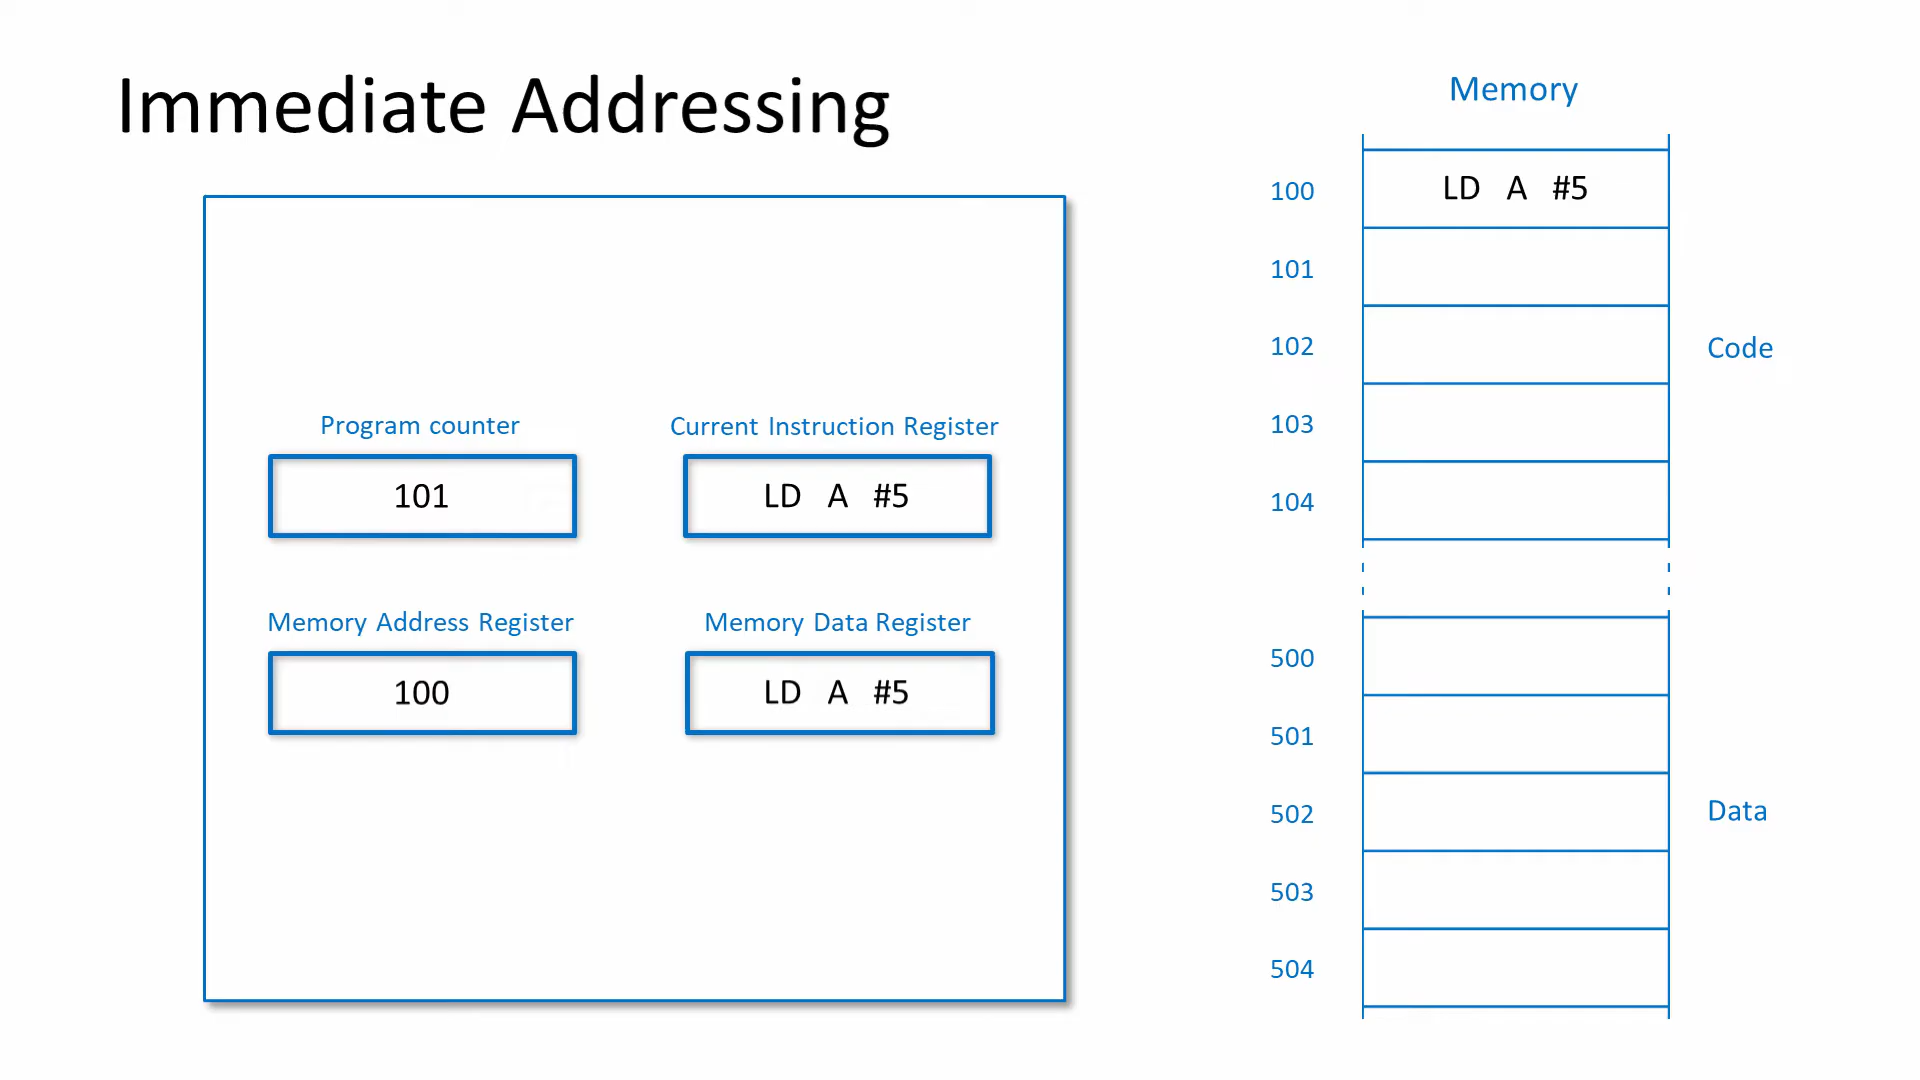 Immediate Addressing
Program counter
101
Current Instruction Register
LD A #5
Memory Address Register
100
Memory Data Register
LD A #5
Memory
100 LD A #5
101
102
103
104
Code
500
501
502
503
504
Data